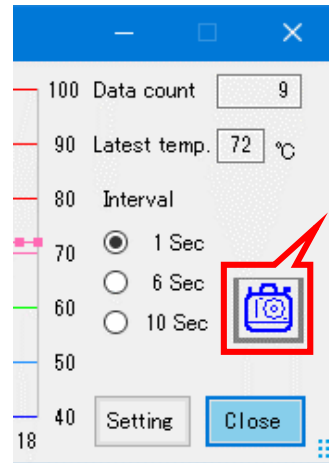 100 Data count 9
90 Latest temp. 72 ℃
80 Interval
70 1 Sec
6 Sec
60 10 Sec
50
40 Setting Close
18